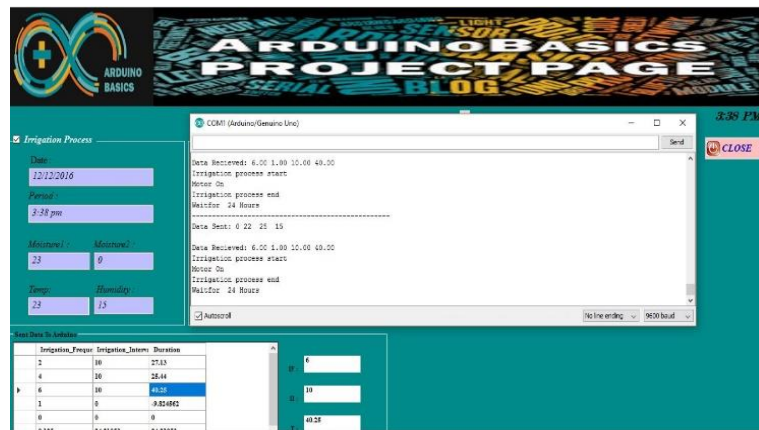 ARDUINO
BASICS
ARDUINOBASICS
PROJECT PAGE
LIGHT
SENSOR
SERIAL
BLOG
MODULE
3:38 PM
CLOSE
Irrigation Process
Date:
12/12/2016
Period :
3:38 pm
Moisture1 :
Moisture2 :
23
0
Temp:
Humidity :
23
15
COM1 (Arduino/Genuino Uno)
Send
Data Recieved: 6.00 1.00 10.00 40.00
Irrigation process start
Motor On
Irrigation process end
Waitfor 24 Hours
Data Sent: 0 22 25 15
Data Recieved: 6.00 1.00 10.00 40.00
Irrigation process start
Motor On
Irrigation process end
Waitfor 24 Hours
Autoscroll
No line ending
9600 baud
Sent Data To Arduino
Irrigation_Freque Irrigation_Interv: Duration
2 10 27.13
4 10 25.44
6 10 40.25
1 0 -9.824562
0 0 0
6
10
40.25